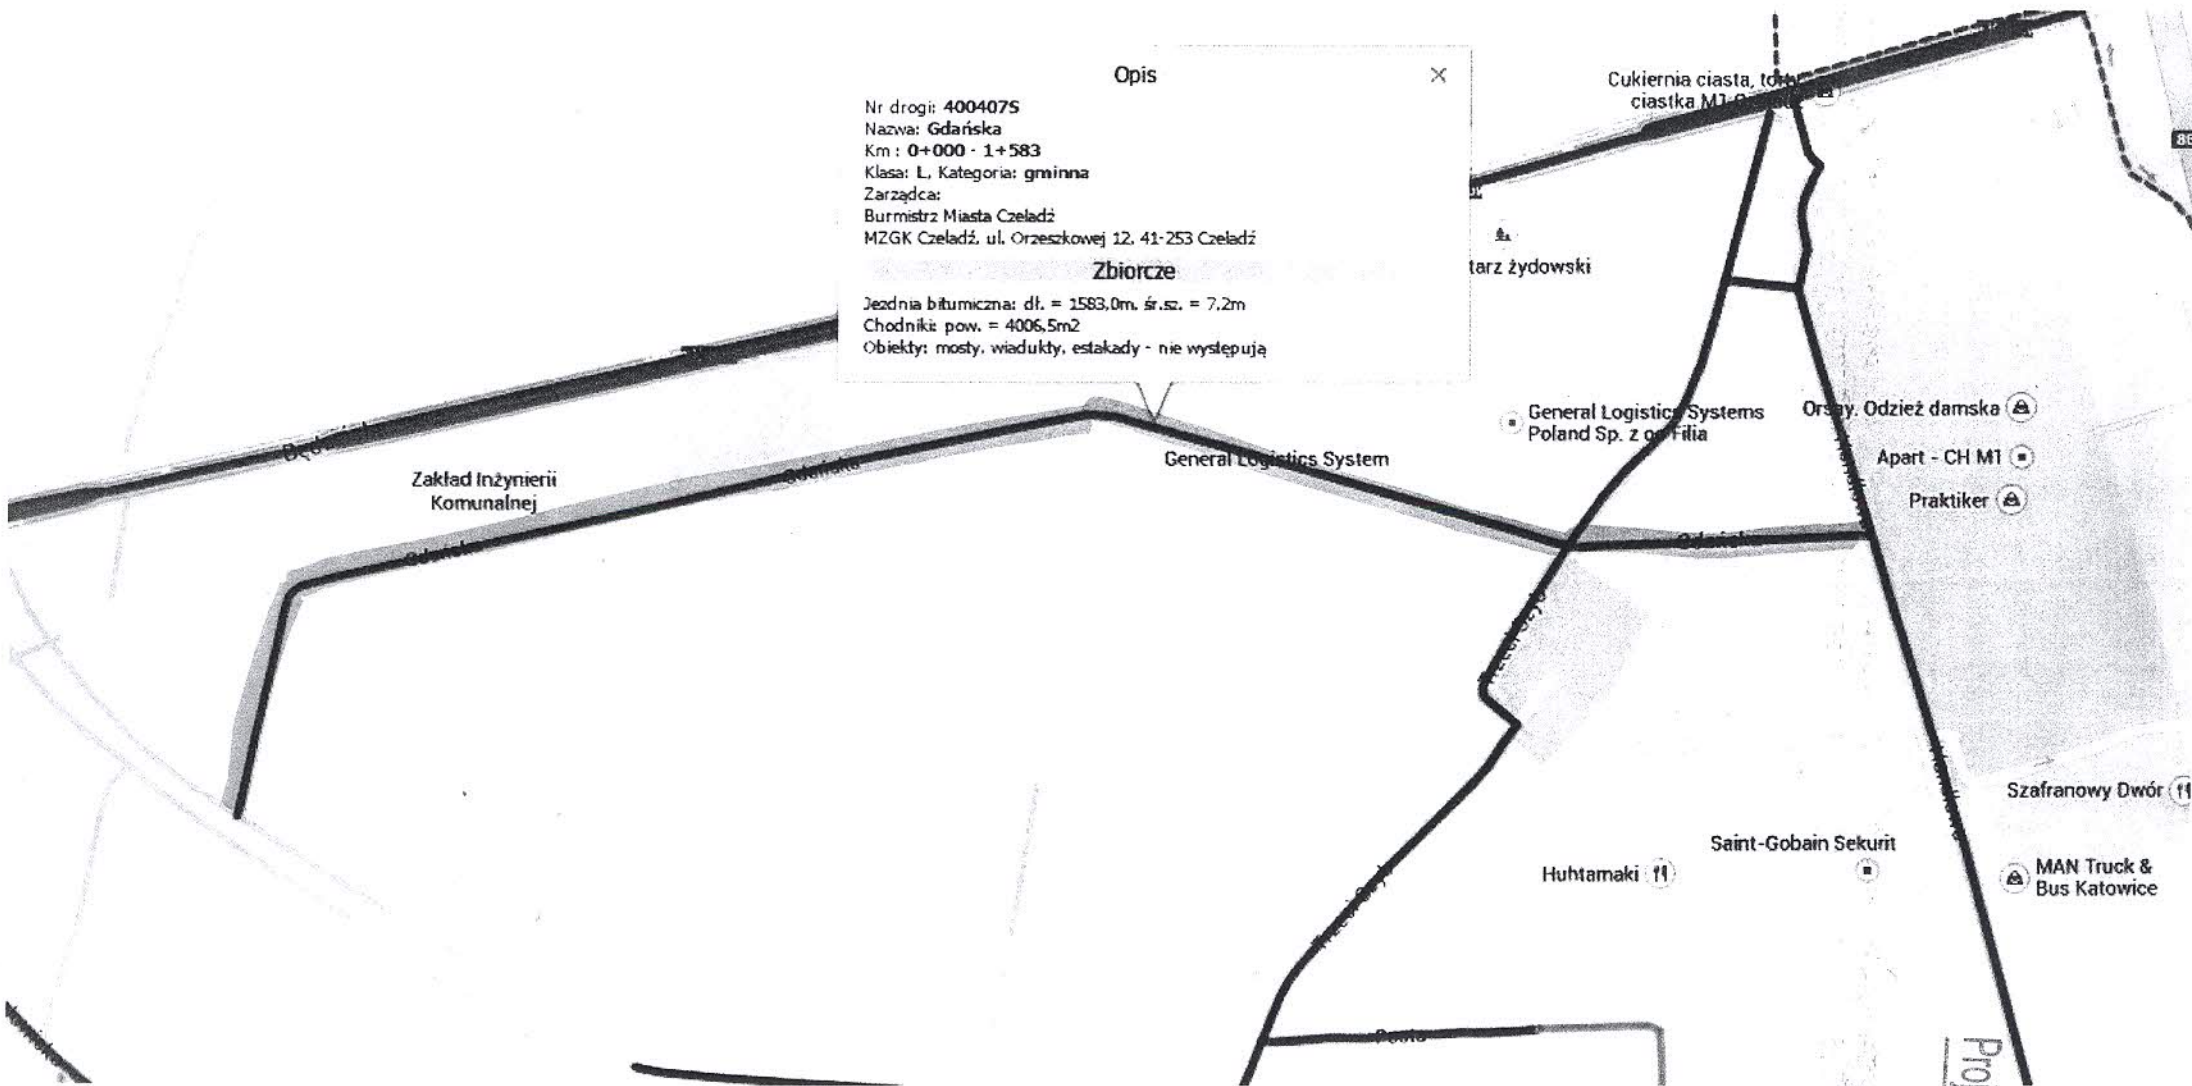 Opis
Nr drogi: 400407S
Nazwa: Gdańska
Km : 0+000 - 1+583
Klasa: L, Kategoria: gminna
Zarządca:
Burmistrz Miasta Czeladź
MZGK Czeladź, ul. Orzeszkowej 12, 41-253 Czeladź
Zbiorcze
Jezdnia bitumiczna: dł. = 1583,0m, śr.sz. = 7,2m
Chodniki: pow. = 4006,5m2
Obiekty: mosty, wiadukty, estakady - nie występują
Cukiernia ciasta, torty
ciastka M1
86
tarz żydowski
General Logistics Systems
Poland Sp. z oo Filia
Orsay. Odzież damska
Apart - CH M1
Praktiker
General Logistics System
Zakład Inżynierii
Komunalnej
Gdańska
Gdańska
Gdańska
Szafranowy Dwór
Saint-Gobain Sekurit
Huhtamaki
MAN Truck &
Bus Katowice